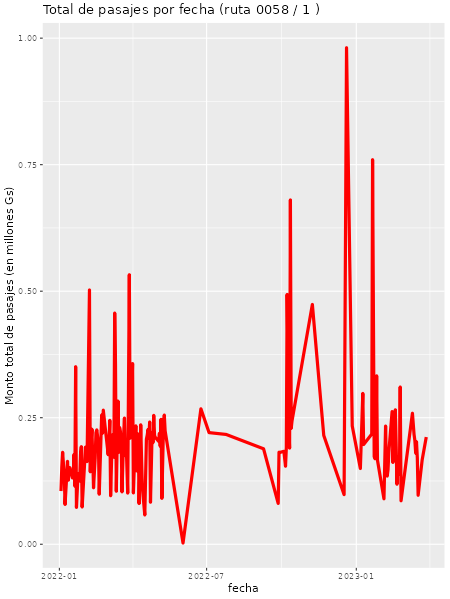 Total de pasajes por fecha (ruta 0058 / 1 )
Monto total de pasajes (en millones Gs)
1.00
0.75
0.50
0.25
0.00
2022-01
2022-07
2023-01
fecha